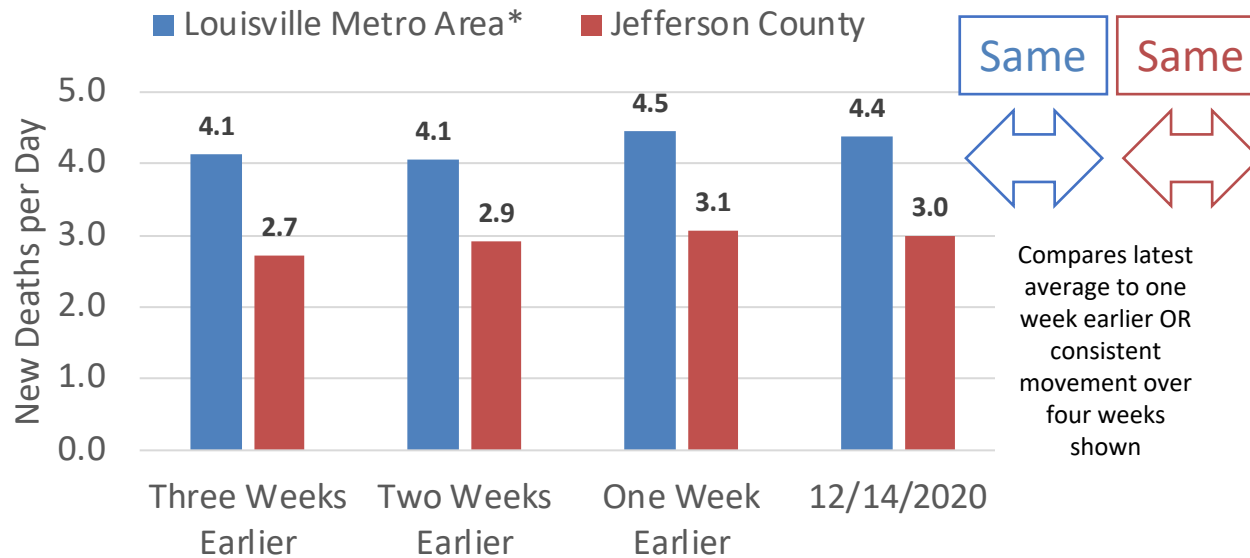 Louisville Metro Area* Jefferson County
Same Same
New Deaths per Day
5.0
4.0
3.0
2.0
1.0
0.0
4.1 2.7
4.1 2.9
4.5 3.1
4.4 3.0
Three Weeks
Earlier
Two Weeks
Earlier
One Week
Earlier
12/14/2020
Compares latest
average to one
week earlier OR
consistent
movement over
four weeks
shown